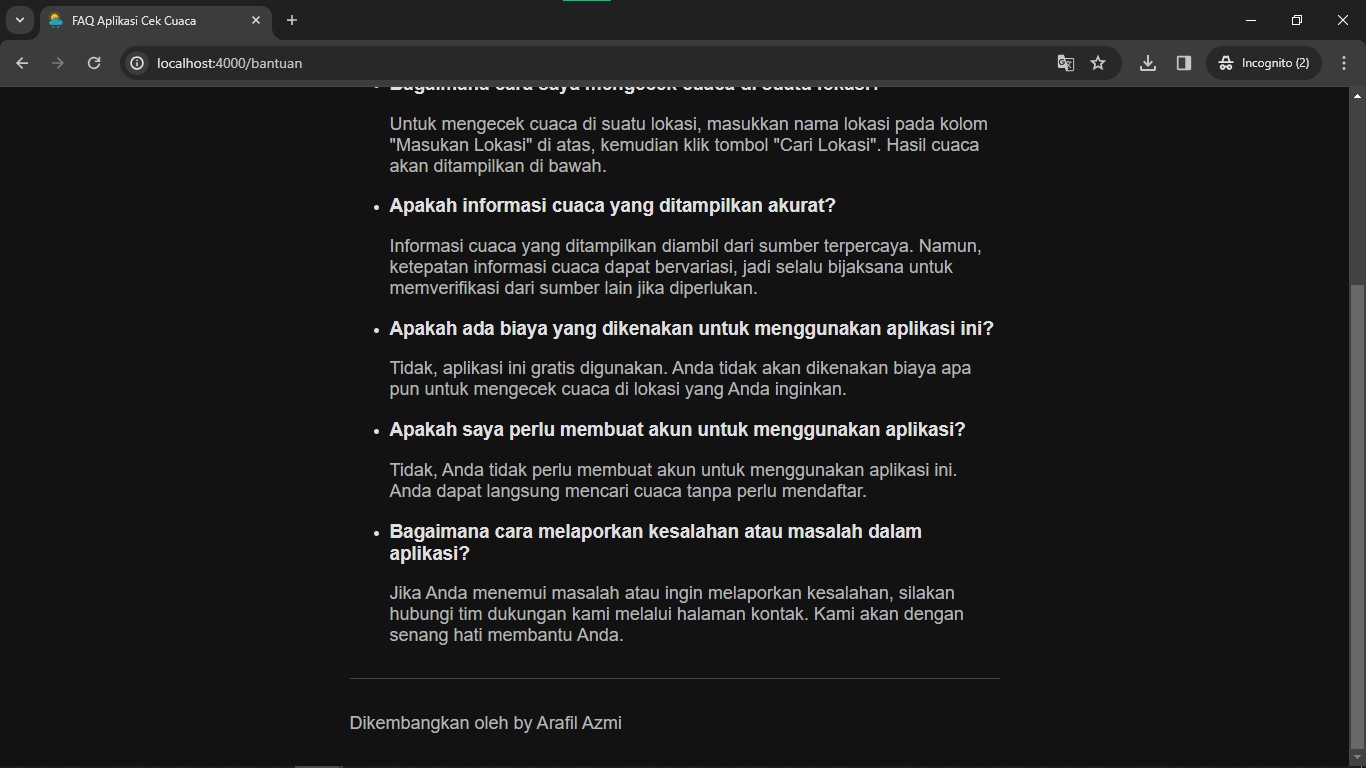 FAQ Aplikasi Cek Cuaca
localhost:4000/bantuan
Incognito (2)
Bagaimana cara saya mengecek cuaca di suatu lokasi?
Untuk mengecek cuaca di suatu lokasi, masukkan nama lokasi pada kolom
"Masukan Lokasi" di atas, kemudian klik tombol "Cari Lokasi". Hasil cuaca
akan ditampilkan di bawah.
Apakah informasi cuaca yang ditampilkan akurat?
Informasi cuaca yang ditampilkan diambil dari sumber terpercaya. Namun,
ketepatan informasi cuaca dapat bervariasi, jadi selalu bijaksana untuk
memverifikasi dari sumber lain jika diperlukan.
Apakah ada biaya yang dikenakan untuk menggunakan aplikasi ini?
Tidak, aplikasi ini gratis digunakan. Anda tidak akan dikenakan biaya apa
pun untuk mengecek cuaca di lokasi yang Anda inginkan.
Apakah saya perlu membuat akun untuk menggunakan aplikasi?
Tidak, Anda tidak perlu membuat akun untuk menggunakan aplikasi ini.
Anda dapat langsung mencari cuaca tanpa perlu mendaftar.
Bagaimana cara melaporkan kesalahan atau masalah dalam
aplikasi?
Jika Anda menemui masalah atau ingin melaporkan kesalahan, silakan
hubungi tim dukungan kami melalui halaman kontak. Kami akan dengan
senang hati membantu Anda.
Dikembangkan oleh by Arafil Azmi